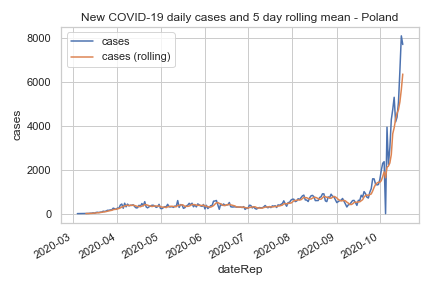 New COVID-19 daily cases and 5 day rolling mean - Poland
cases
cases (rolling)
8000
6000
4000
2000
0
cases
2020-03
2020-04
2020-05
2020-06
2020-07
2020-08
2020-09
2020-10
dateRep